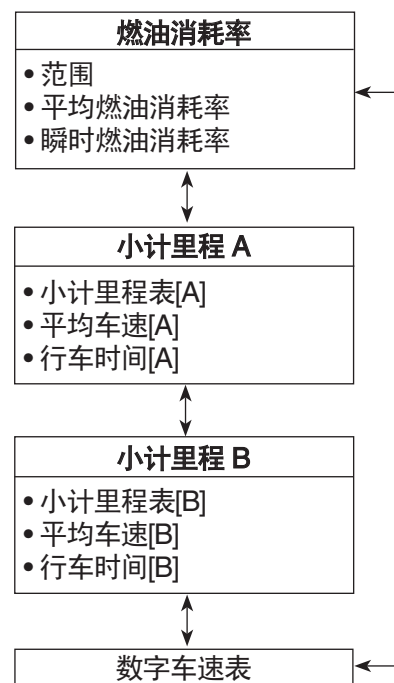 燃油消耗率
• 范围
• 平均燃油消耗率
• 瞬时燃油消耗率
小计里程 A
• 小计里程表[A]
• 平均车速[A]
• 行车时间[A]
小计里程 B
• 小计里程表[B]
• 平均车速[B]
• 行车时间[B]
数字车速表